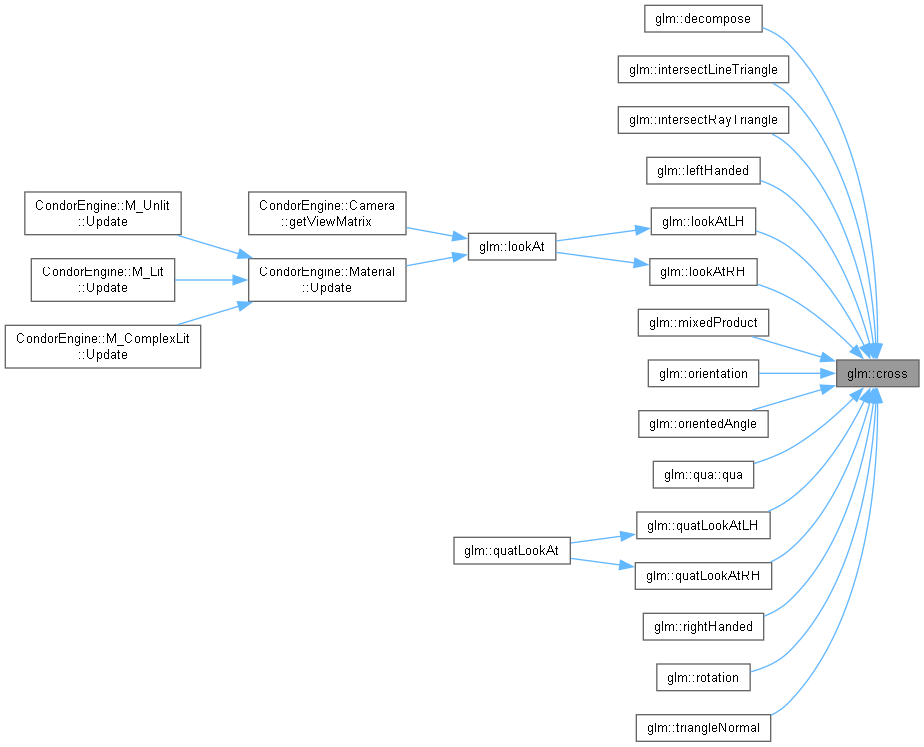 glm::decompose
glm::intersectLineTriangle
glm::intersectRayTriangle
glm::leftHanded
CondorEngine::M_Unlit
::Update
CondorEngine::Camera
::getViewMatrix
glm::lookAtLH
glm::lookAt
CondorEngine::M_Lit
::Update
CondorEngine::Material
::Update
glm::lookAtRH
CondorEngine::M_ComplexLit
::Update
glm::mixedProduct
glm::orientation
glm::cross
glm::orientedAngle
glm::qua::qua
glm::quatLookAtLH
glm::quatLookAt
glm::quatLookAtRH
glm::rightHanded
glm::rotation
glm::triangleNormal